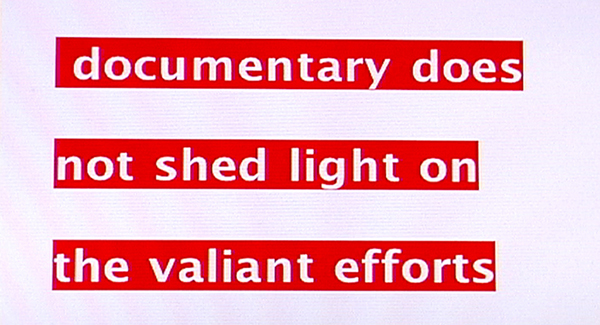 documentary does
not shed light on
the valiant efforts